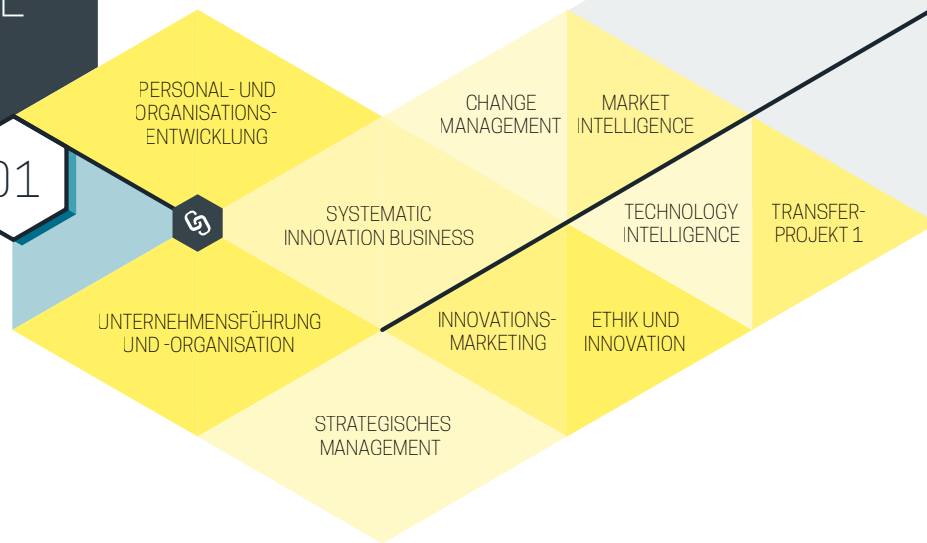 E
01
PERSONAL- UND
ORGANISATIONS-
ENTWICKLUNG
CHANGE
MANAGEMENT
MARKET
INTELLIGENCE
SYSTEMATIC
INNOVATION BUSINESS
TECHNOLOGY
INTELLIGENCE
TRANSFER-
PROJEKT 1
UNTERNEHMENSFÜHRUNG
UND -ORGANISATION
INNOVATIONS-
MARKETING
ETHIK UND
INNOVATION
STRATEGISCHES
MANAGEMENT